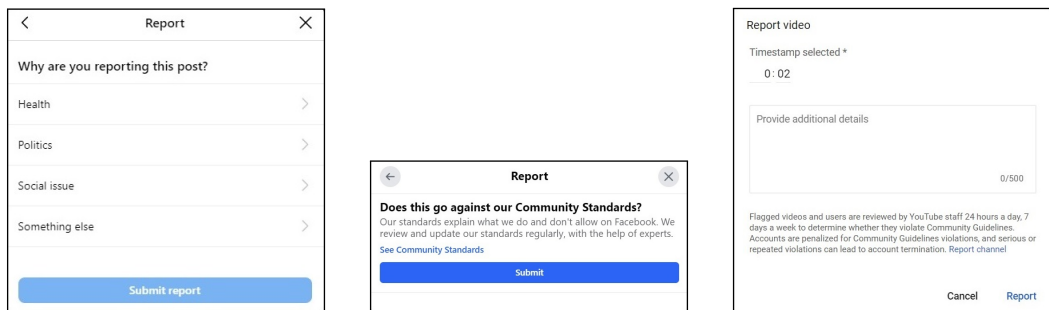 Report
Why are you reporting this post?
Health
Politics
Social issue
Something else
Submit report
Report
Does this go against our Community Standards?
Our standards explain what we do and don't allow on Facebook. We
review and update our standards regularly, with the help of experts.
See Community Standards
Submit
Report video
Timestamp selected *
0:02
Provide additional details
0/500
Flagged videos and users are reviewed by YouTube staff 24 hours a day, 7
days a week to determine whether they violate Community Guidelines.
Accounts are penalized for Community Guidelines violations, and serious or
repeated violations can lead to account termination. Report channel
Cancel Report